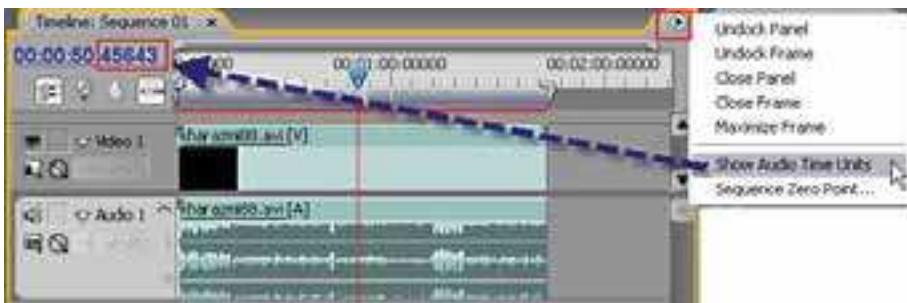 Timeline: Sequence 01 ×
00:00:50:45643
00:01:00:00000
00:02:00:00000
Video 1
Audio 1
[V]
[A]
Undock Panel
Undock Frame
Close Panel
Close Frame
Maximize Frame
Show Audio Time Units
Sequence Zero Point...